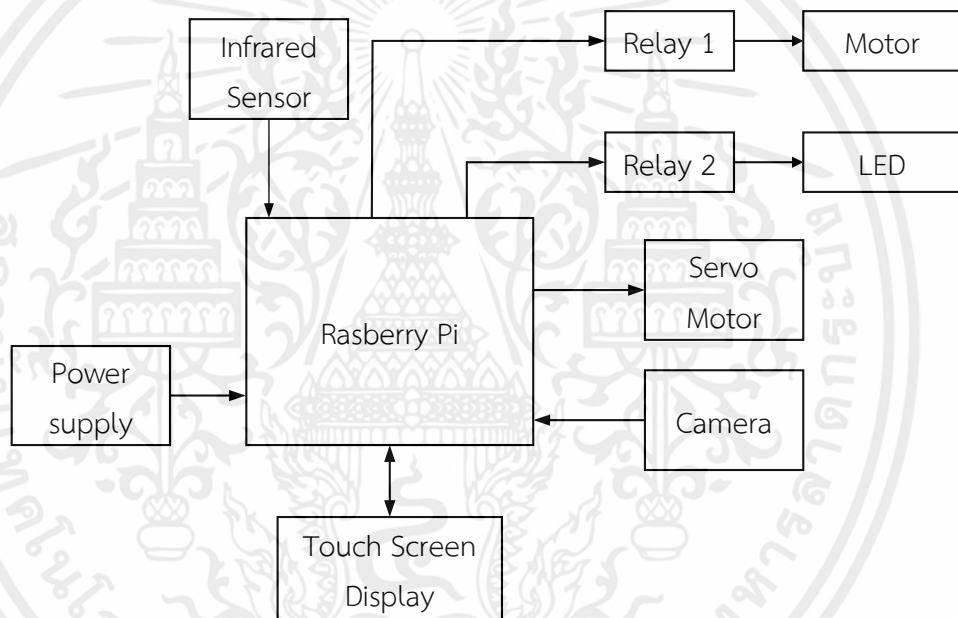 Infrared
Sensor
Relay 1
Motor
Relay 2
LED
Rasberry Pi
Servo
Motor
Power
supply
Camera
Touch Screen
Display